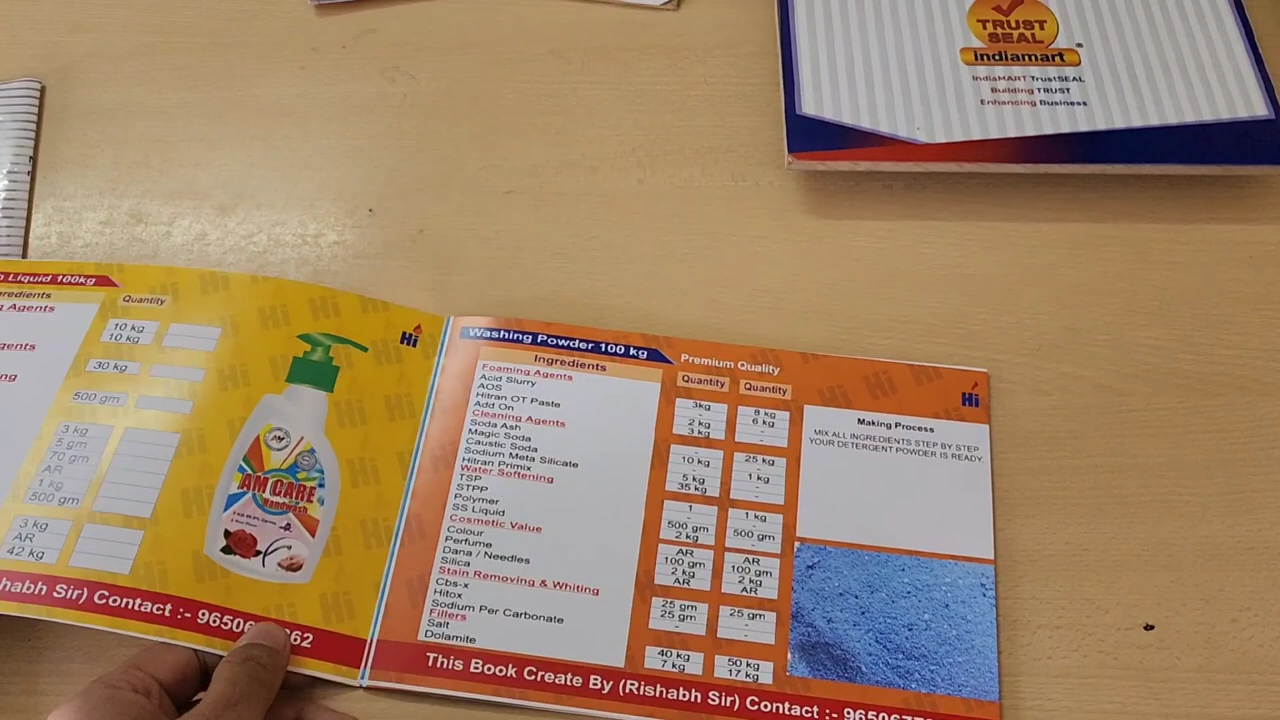 TRUST
SEAL
indiamart
IndiaMART TrustSEAL
Building TRUST
Enhancing Business
Liquid 100kg
Quantity
10 kg
10 kg
30 kg
500 gm
3 kg
5 gm
70 gm
AR
1 kg
500 gm
3 kg
AR
42 kg
Hi
AM CARE
Handwash
Sir) Contact :- 9650
Washing Powder 100 kg
Premium Quality
Ingredients
Quantity
Quantity
Foaming Agents
Acid Slurry
AOS
Hitran OT Paste
Add On
Cleaning Agents
Soda Ash
Magic Soda
Caustic Soda
Sodium Meta Silicate
Hitran Primix
Water Softening
TSP
STPP
Polymer
SS Liquid
Cosmetic Value
Colour
Perfume
Dana / Needles
Silica
Stain Removing & Whiting
Cbs-x
Hitox
Sodium Per Carbonate
Fillers
Salt
Dolamite
3kg
-
2 kg
3 kg
-
10 kg
-
5 kg
35 kg
1
-
500 gm
2 kg
AR
100 gm
2 kg
AR
25 gm
25 gm
-
40 kg
7 kg
8 kg
6 kg
-
-
-
25 kg
-
1 kg
-
1 kg
-
500 gm
-
AR
100 gm
2 kg
AR
25 gm
-
-
50 kg
17 kg
Hi
Making Process
MIX ALL INGREDIENTS STEP BY STEP
YOUR DETERGENT POWDER IS READY.
This Book Create By (Rishabh Sir) Contact :- 965067